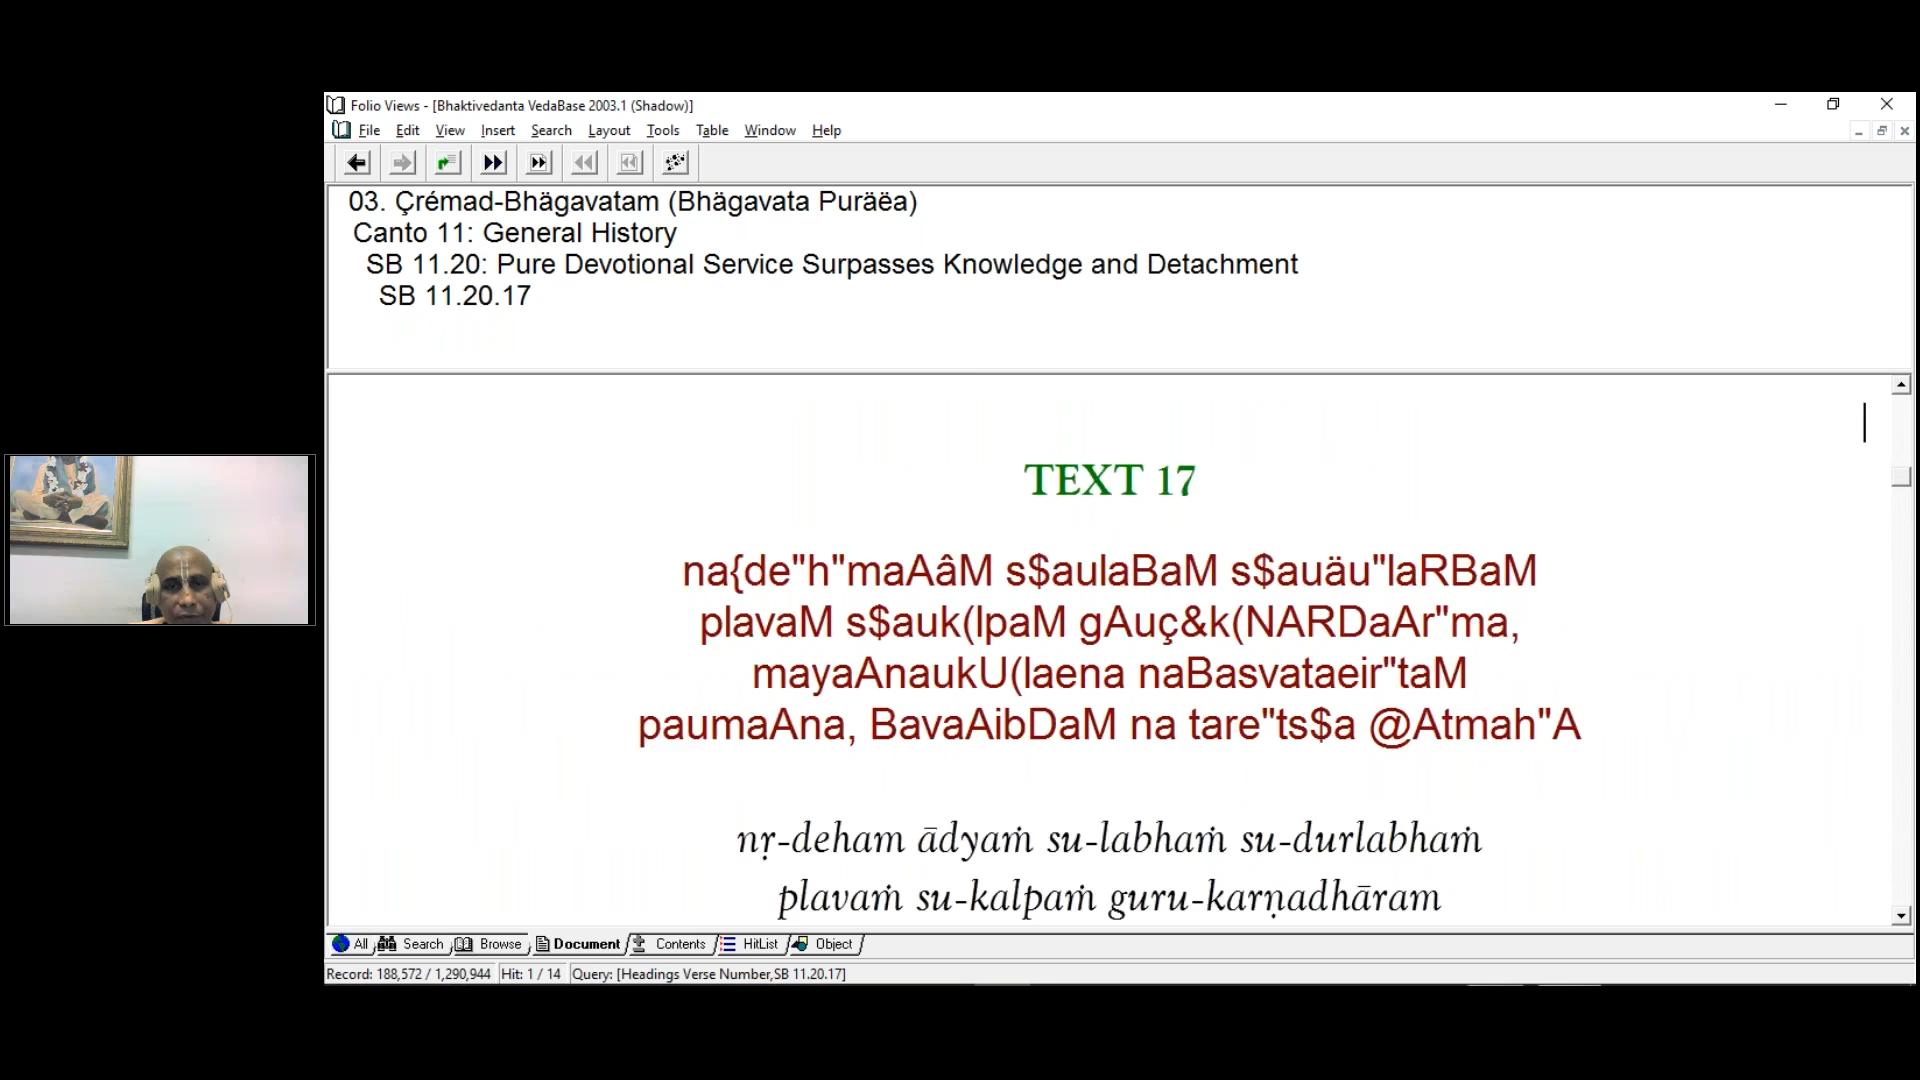 Folio Views - [Bhaktivedanta VedaBase 2003.1 (Shadow)]
File Edit View Insert Search Layout Tools Table Window Help
03. Çrémad-Bhägavatam (Bhägavata Puräëa)
Canto 11: General History
SB 11.20: Pure Devotional Service Surpasses Knowledge and Detachment
SB 11.20.17
TEXT 17
na{de"h"maAâM s$aulaBaM s$auäu"laRBaM
plavaM s$auk(lpaM gAuç&k(NARDaAr"ma,
mayaAnaukU(laena naBasvataeir"taM
paumaAna, BavaAibDaM na tare"ts$a @Atmah"A
nṛ-deham ādyaṁ su-labhaṁ su-durlabhaṁ
plavaṁ su-kalpaṁ guru-karṇadhāram
All Search Browse Document Contents HitList Object
Record: 188,572 / 1,290,944 Hit: 1 / 14 Query: [Headings Verse Number,SB 11.20.17]